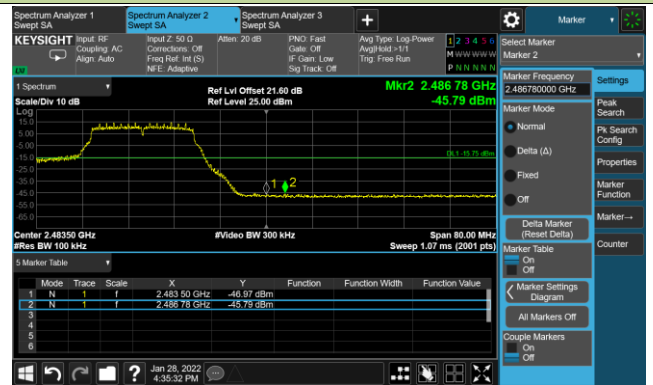 Spectrum Analyzer 1
Swept SA
Spectrum Analyzer 2
Swept SA
Spectrum Analyzer 3
Swept SA
Marker
KEYSIGHT
Input: RF
Coupling: AC
Align: Auto
Input Z: 50 Ω
Corrections: Off
Freq Ref: Int (S)
NFE: Adaptive
Atten: 20 dB
PNO: Fast
Gate: Off
IF Gain: Low
Sig Track: Off
Avg Type: Log-Power
Avg|Hold:>1/1
Trig: Free Run
1 2 3 4 5 6
M W W W W W
P N N N N N
Select Marker
Marker 2
1 Spectrum
Scale/Div 10 dB
Ref Lvl Offset 21.60 dB
Ref Level 25.00 dBm
Mkr2 2.486 78 GHz
-45.79 dBm
Log
15.0
5.00
-5.00
-15.0
-25.0
-35.0
-45.0
-55.0
-65.0
DL1 -15.75 dBm
1
2
Center 2.48350 GHz
#Res BW 100 kHz
#Video BW 300 kHz
Span 80.00 MHz
Sweep 1.07 ms (2001 pts)
5 Marker Table
Mode Trace Scale X Y Function Function Width Function Value
1 N 1 f 2.483 50 GHz -46.97 dBm
2 N 1 f 2.486 78 GHz -45.79 dBm
3
4
5
6
Marker Frequency
2.486780000 GHz
Marker Mode
Normal
Delta (Δ)
Fixed
Off
Delta Marker
(Reset Delta)
Marker Table
On
Off
Marker Settings
Diagram
All Markers Off
Couple Markers
On
Off
Settings
Peak
Search
Pk Search
Config
Properties
Marker
Function
Marker→
Counter
Jan 28, 2022
4:35:32 PM